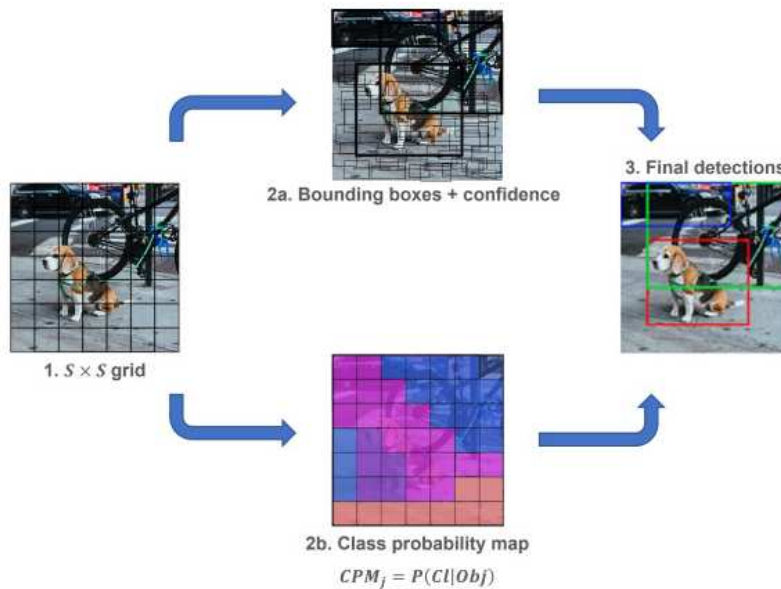 2a. Bounding boxes + confidence
3. Final detections
1. S × S grid
2b. Class probability map
CPM_j = P(Cl|Obj)